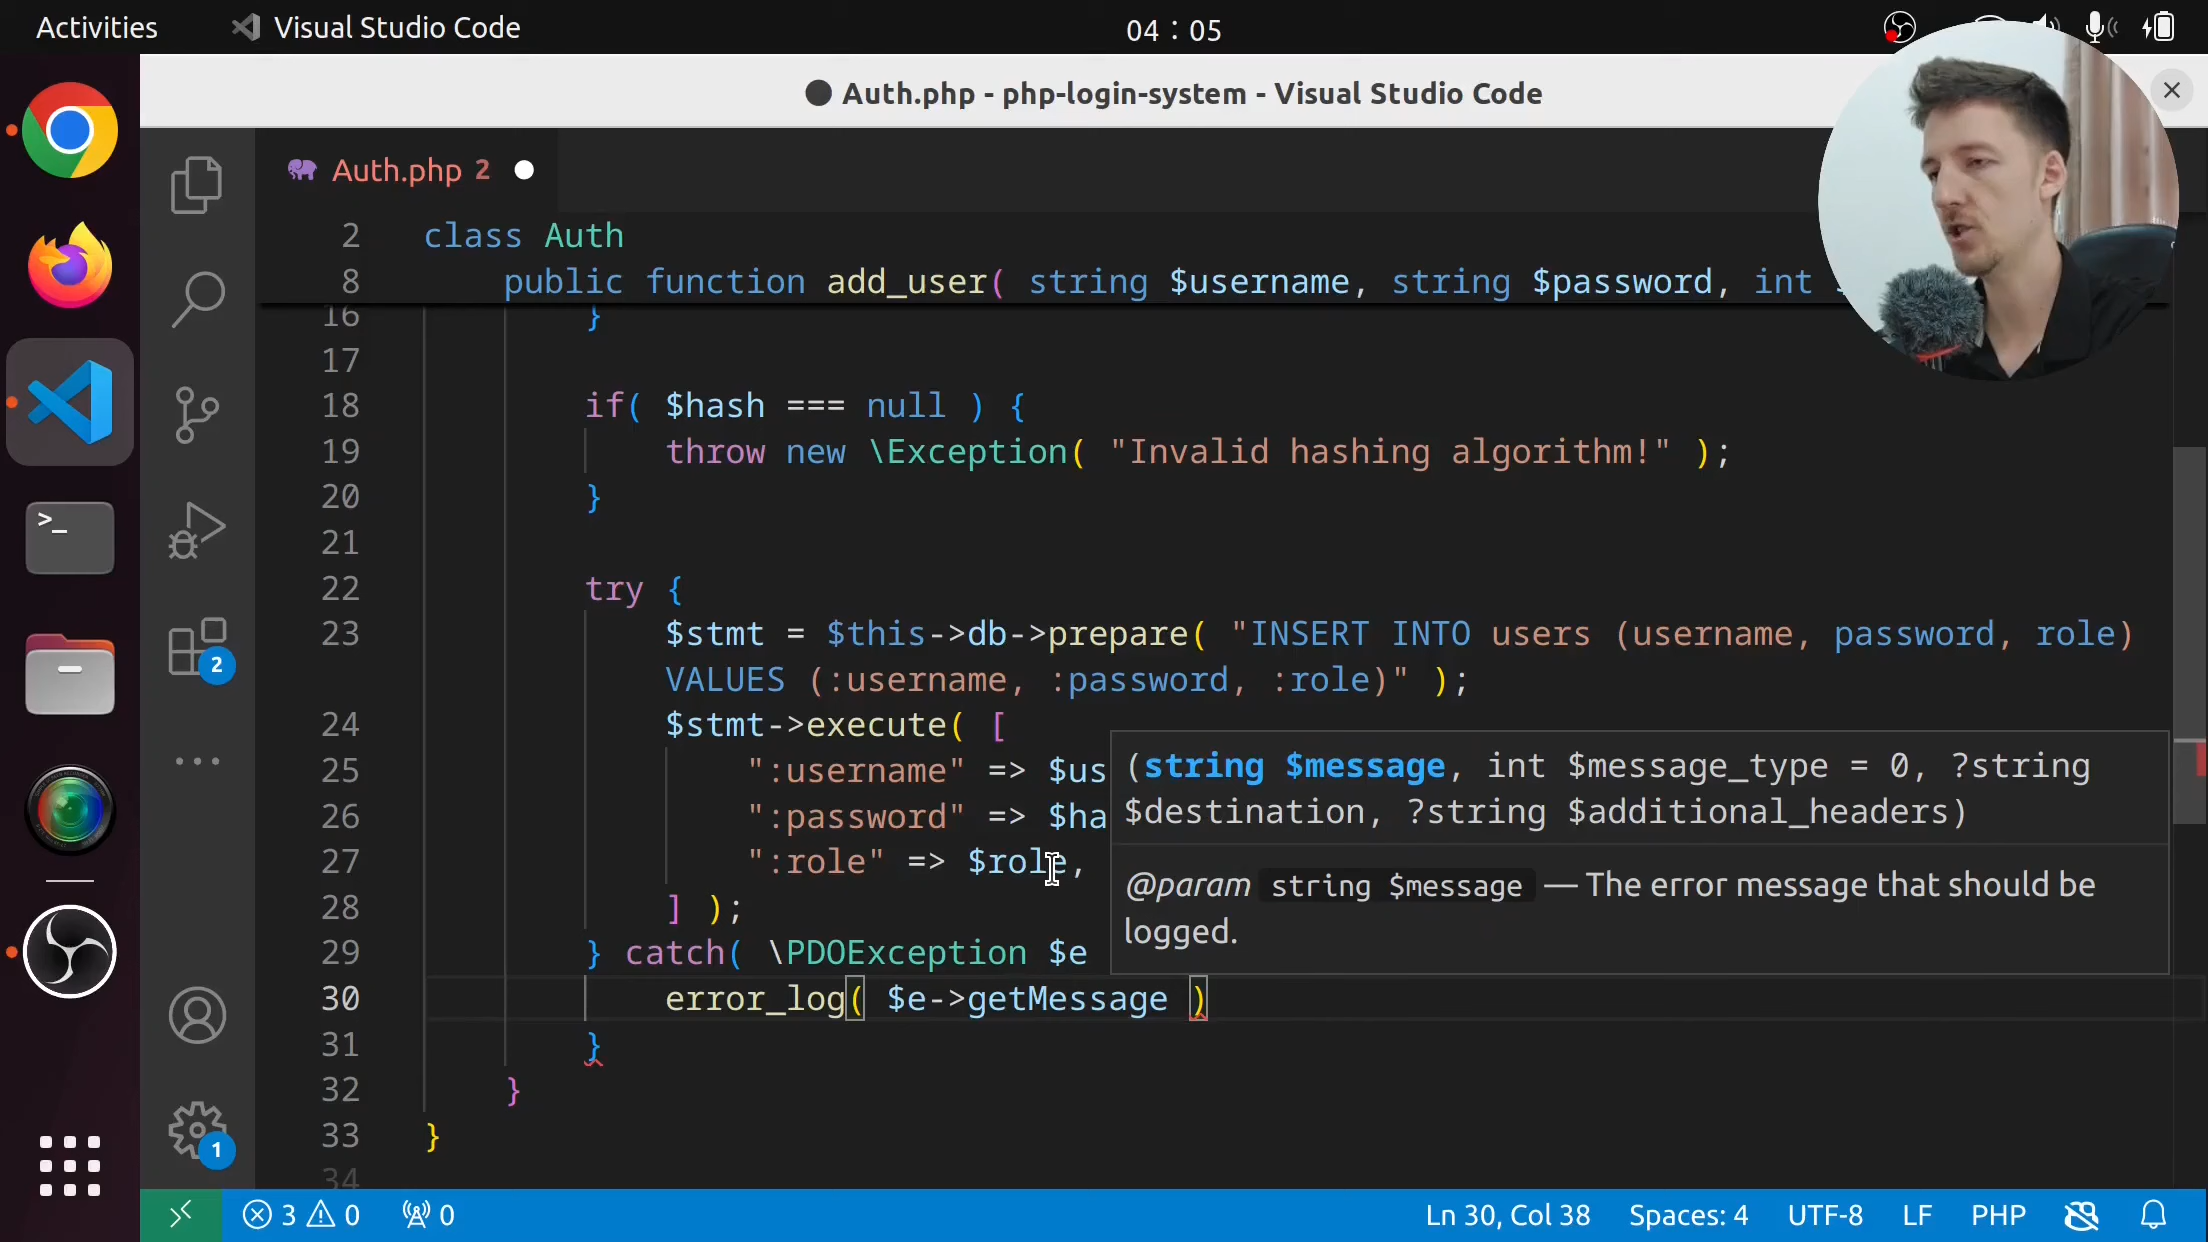 Activities
Visual Studio Code
04 : 05
Auth.php - php-login-system - Visual Studio Code
Auth.php 2
2 class Auth
8 public function add_user( string $username, string $password, int
16 }
17
18 if( $hash === null ) {
19 throw new \Exception( "Invalid hashing algorithm!" );
20 }
21
22 try {
23 $stmt = $this->db->prepare( "INSERT INTO users (username, password, role)
VALUES (:username, :password, :role)" );
24 $stmt->execute( [
25 ":username" => $us
26 ":password" => $ha
27 ":role" => $role,
28 ] );
29 } catch( \PDOException $e
30 error_log( $e->getMessage )
31 }
32 }
33 }
34
(string $message, int $message_type = 0, ?string
$destination, ?string $additional_headers)
@param string $message — The error message that should be
logged.
2
1
3 0 0
Ln 30, Col 38 Spaces: 4 UTF-8 LF PHP